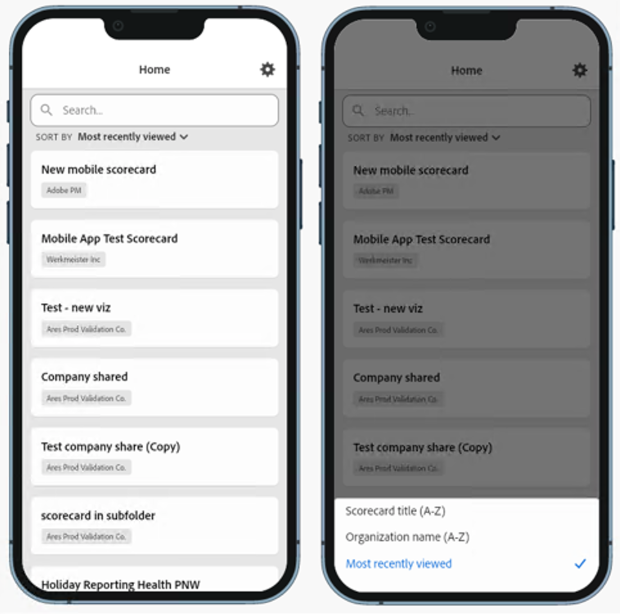 Home
Search...
SORT BY Most recently viewed
New mobile scorecard
Adobe PM
Mobile App Test Scorecard
Werkmeister Inc
Test - new viz
Ares Prod Validation Co.
Company shared
Ares Prod Validation Co.
Test company share (Copy)
Ares Prod Validation Co.
scorecard in subfolder
Ares Prod Validation Co.
Holiday Reporting Health PNW
Home
Search...
SORT BY Most recently viewed
New mobile scorecard
Adobe PM
Mobile App Test Scorecard
Werkmeister Inc
Test - new viz
Ares Prod Validation Co.
Company shared
Ares Prod Validation Co.
Test company share (Copy)
Ares Prod Validation Co.
Scorecard title (A-Z)
Organization name (A-Z)
Most recently viewed